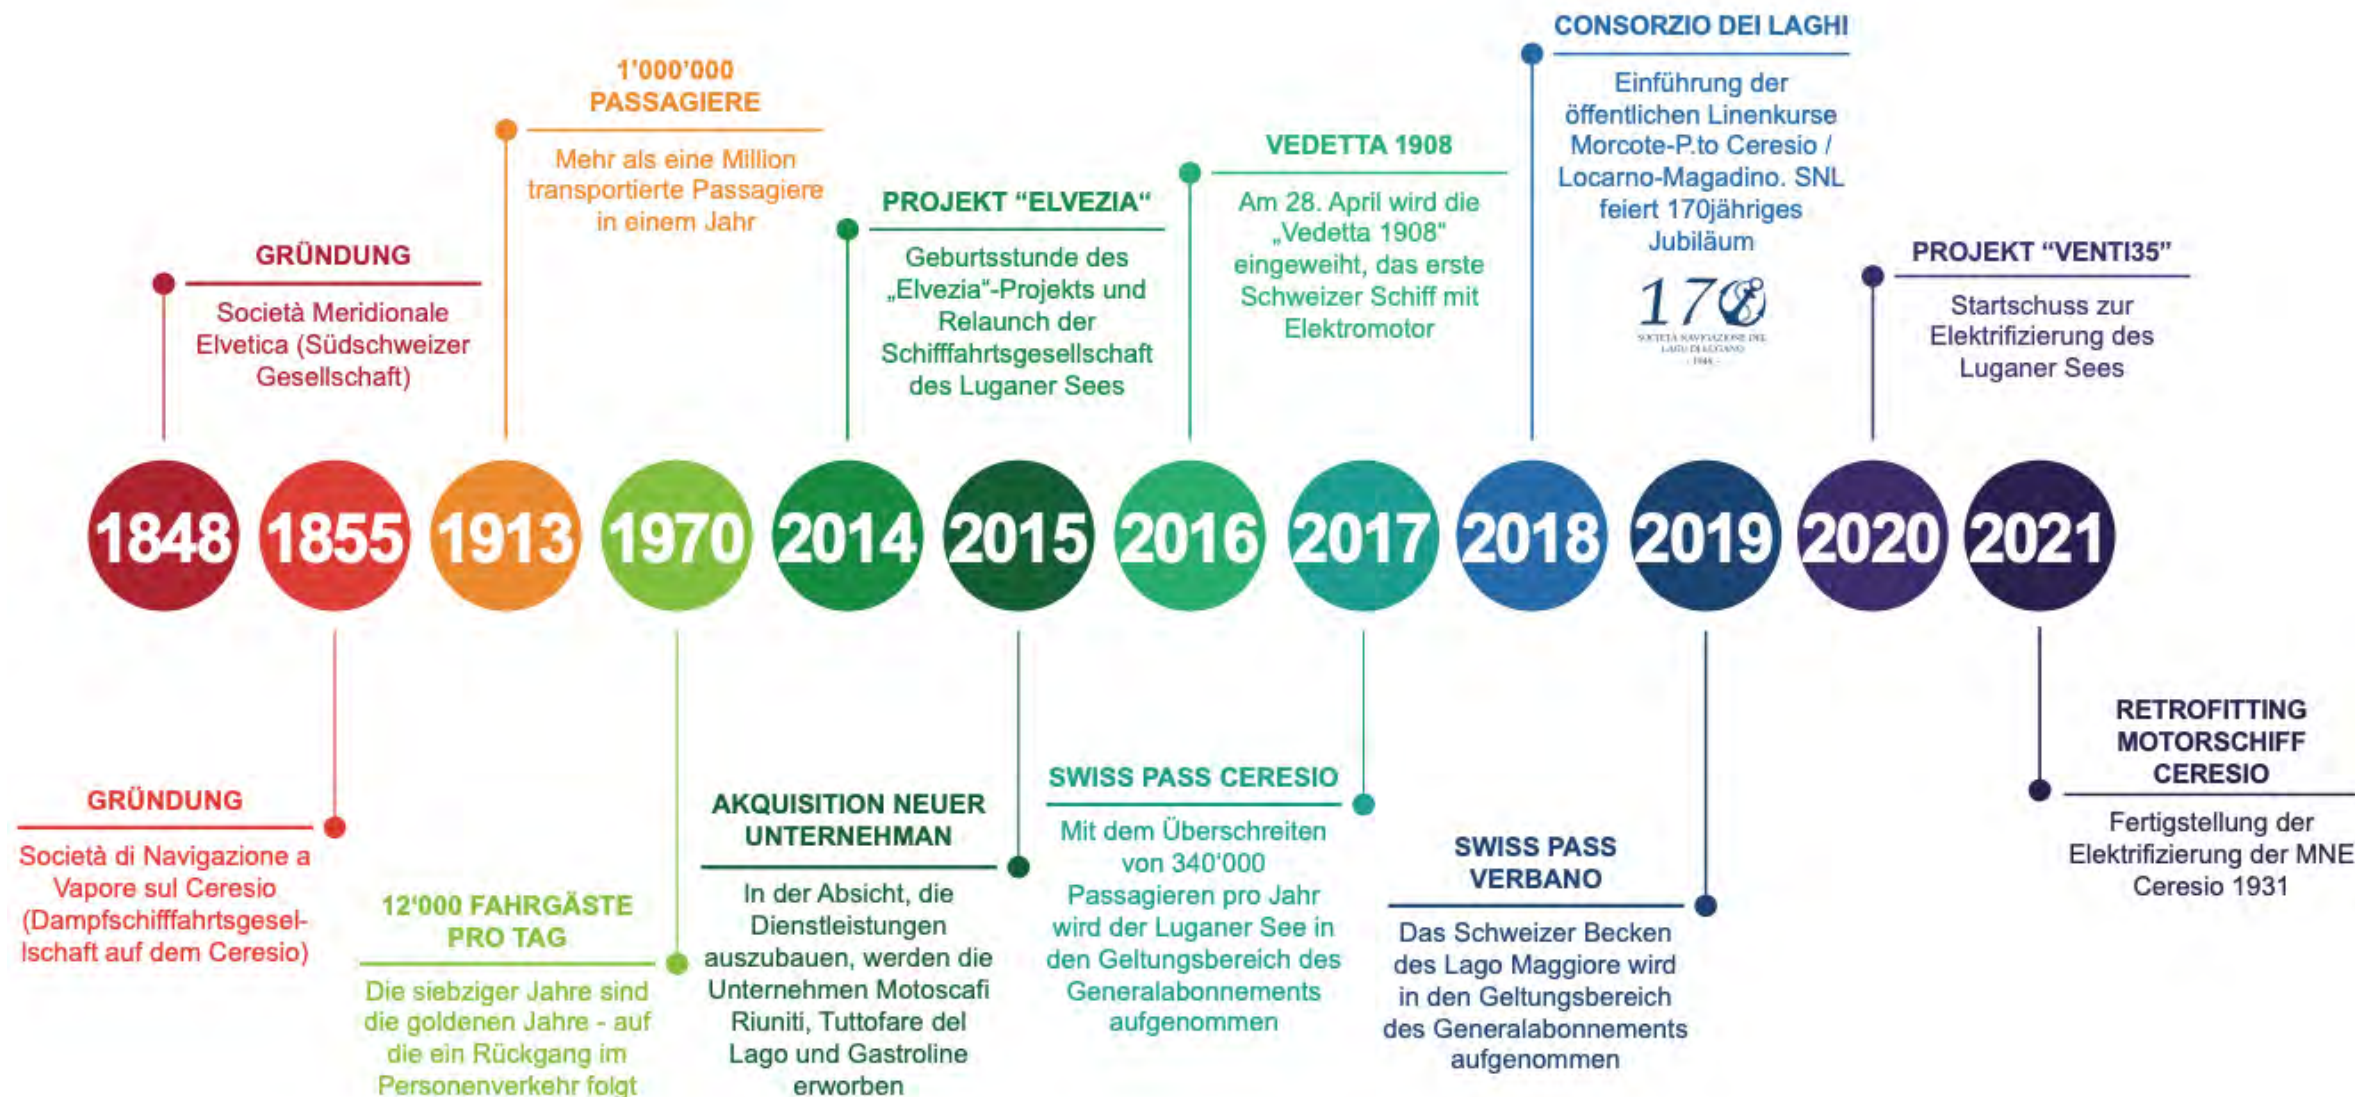 CONSORZIO DEI LAGHI
Einführung der
öffentlichen Linenkurse
Morcote-P.to Ceresio /
Locarno-Magadino. SNL
feiert 170jähriges
Jubiläum
170
SOCIETÀ NAVIGAZIONE DEL
LAGO DI LUGANO
- 1848 -
1'000'000
PASSAGIERE
Mehr als eine Million
transportierte Passagiere
in einem Jahr
VEDETTA 1908
Am 28. April wird die
„Vedetta 1908“
eingeweiht, das erste
Schweizer Schiff mit
Elektromotor
PROJEKT “ELVEZIA“
Geburtsstunde des
„Elvezia“-Projekts und
Relaunch der
Schifffahrtsgesellschaft
des Luganer Sees
GRÜNDUNG
Società Meridionale
Elvetica (Südschweizer
Gesellschaft)
PROJEKT “VENTI35”
Startschuss zur
Elektrifizierung des
Luganer Sees
1848 1855 1913 1970 2014 2015 2016 2017 2018 2019 2020 2021
GRÜNDUNG
Società di Navigazione a
Vapore sul Ceresio
(Dampfschifffahrtsgesel-
lschaft auf dem Ceresio)
12'000 FAHRGÄSTE
PRO TAG
Die siebziger Jahre sind
die goldenen Jahre - auf
die ein Rückgang im
Personenverkehr folgt
AKQUISITION NEUER
UNTERNEHMAN
In der Absicht, die
Dienstleistungen
auszubauen, werden die
Unternehmen Motoscafi
Riuniti, Tuttofare del
Lago und Gastroline
erworben
SWISS PASS CERESIO
Mit dem Überschreiten
von 340'000
Passagieren pro Jahr
wird der Luganer See in
den Geltungsbereich des
Generalabonnements
aufgenommen
SWISS PASS
VERBANO
Das Schweizer Becken
des Lago Maggiore wird
in den Geltungsbereich
des Generalabonnements
aufgenommen
RETROFITTING
MOTORSCHIFF
CERESIO
Fertigstellung der
Elektrifizierung der MNE
Ceresio 1931